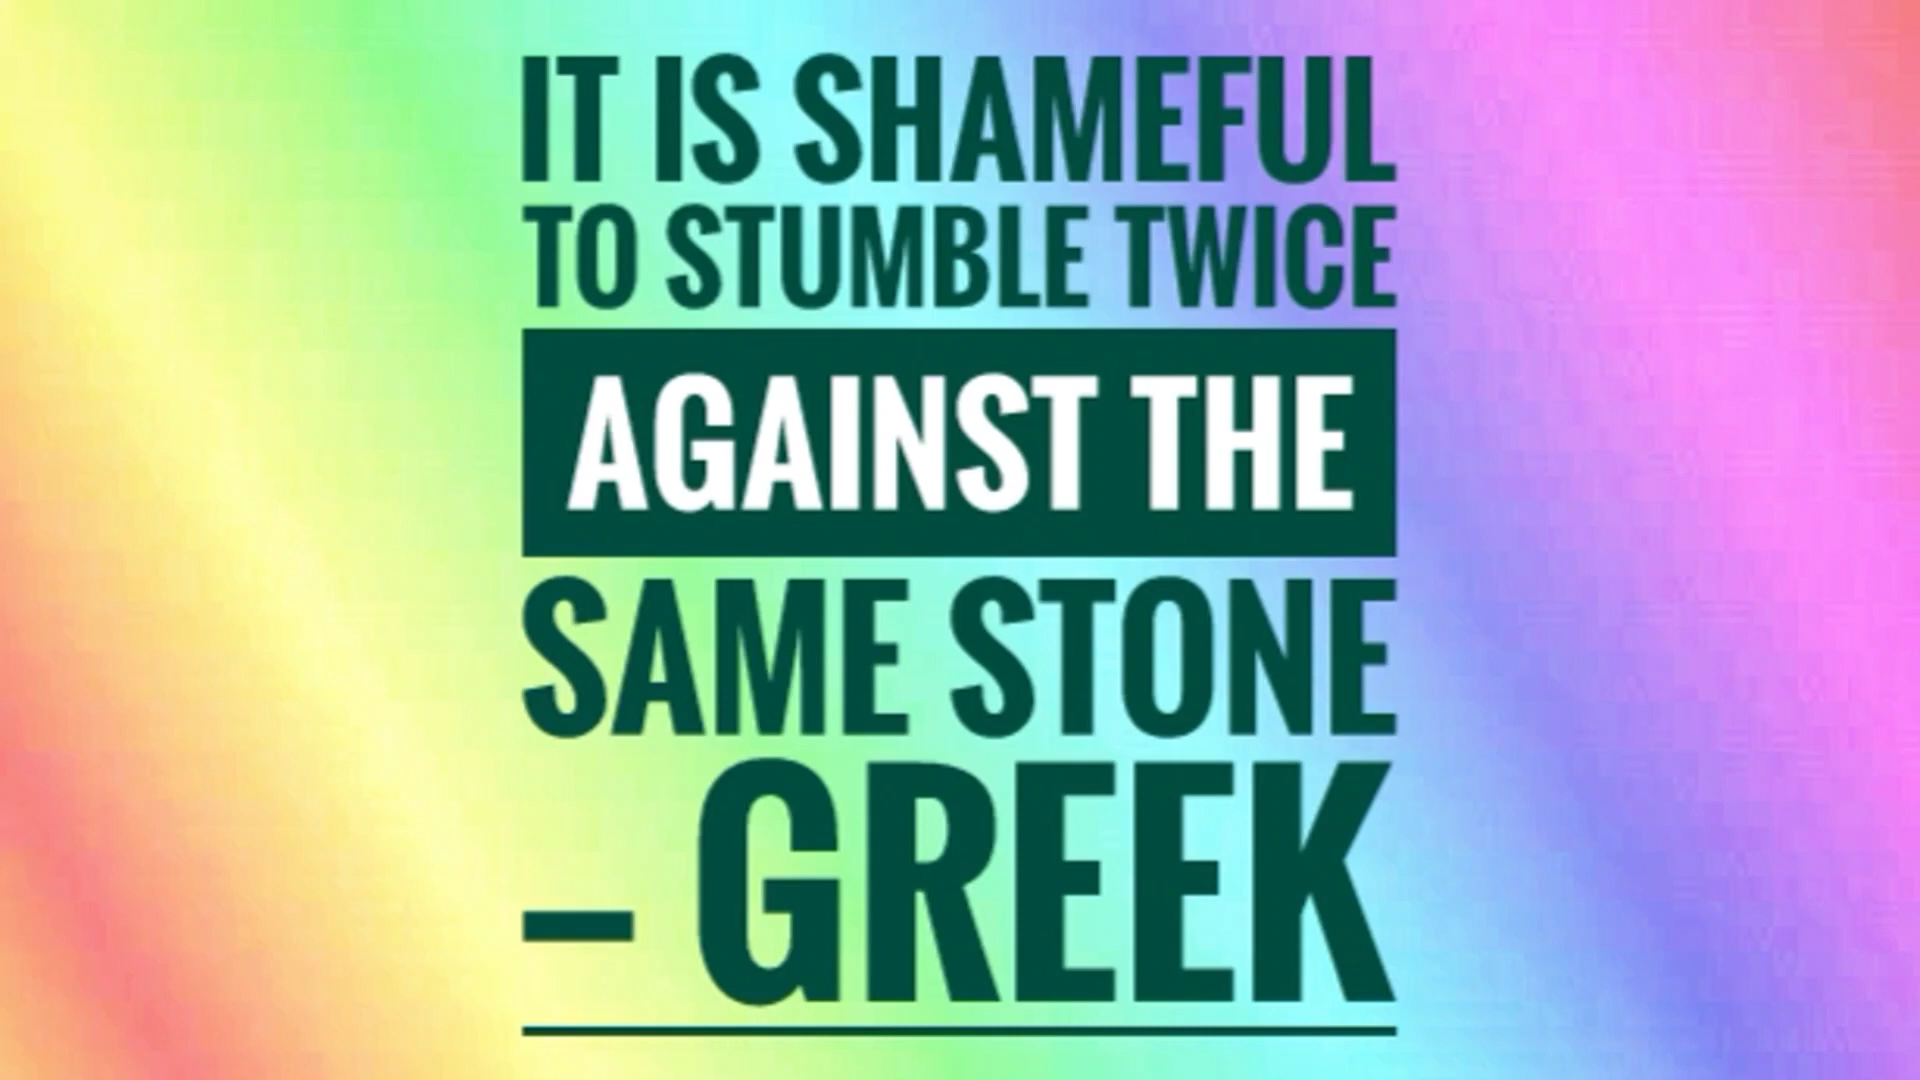 IT IS SHAMEFUL
TO STUMBLE TWICE
AGAINST THE
SAME STONE
– GREEK